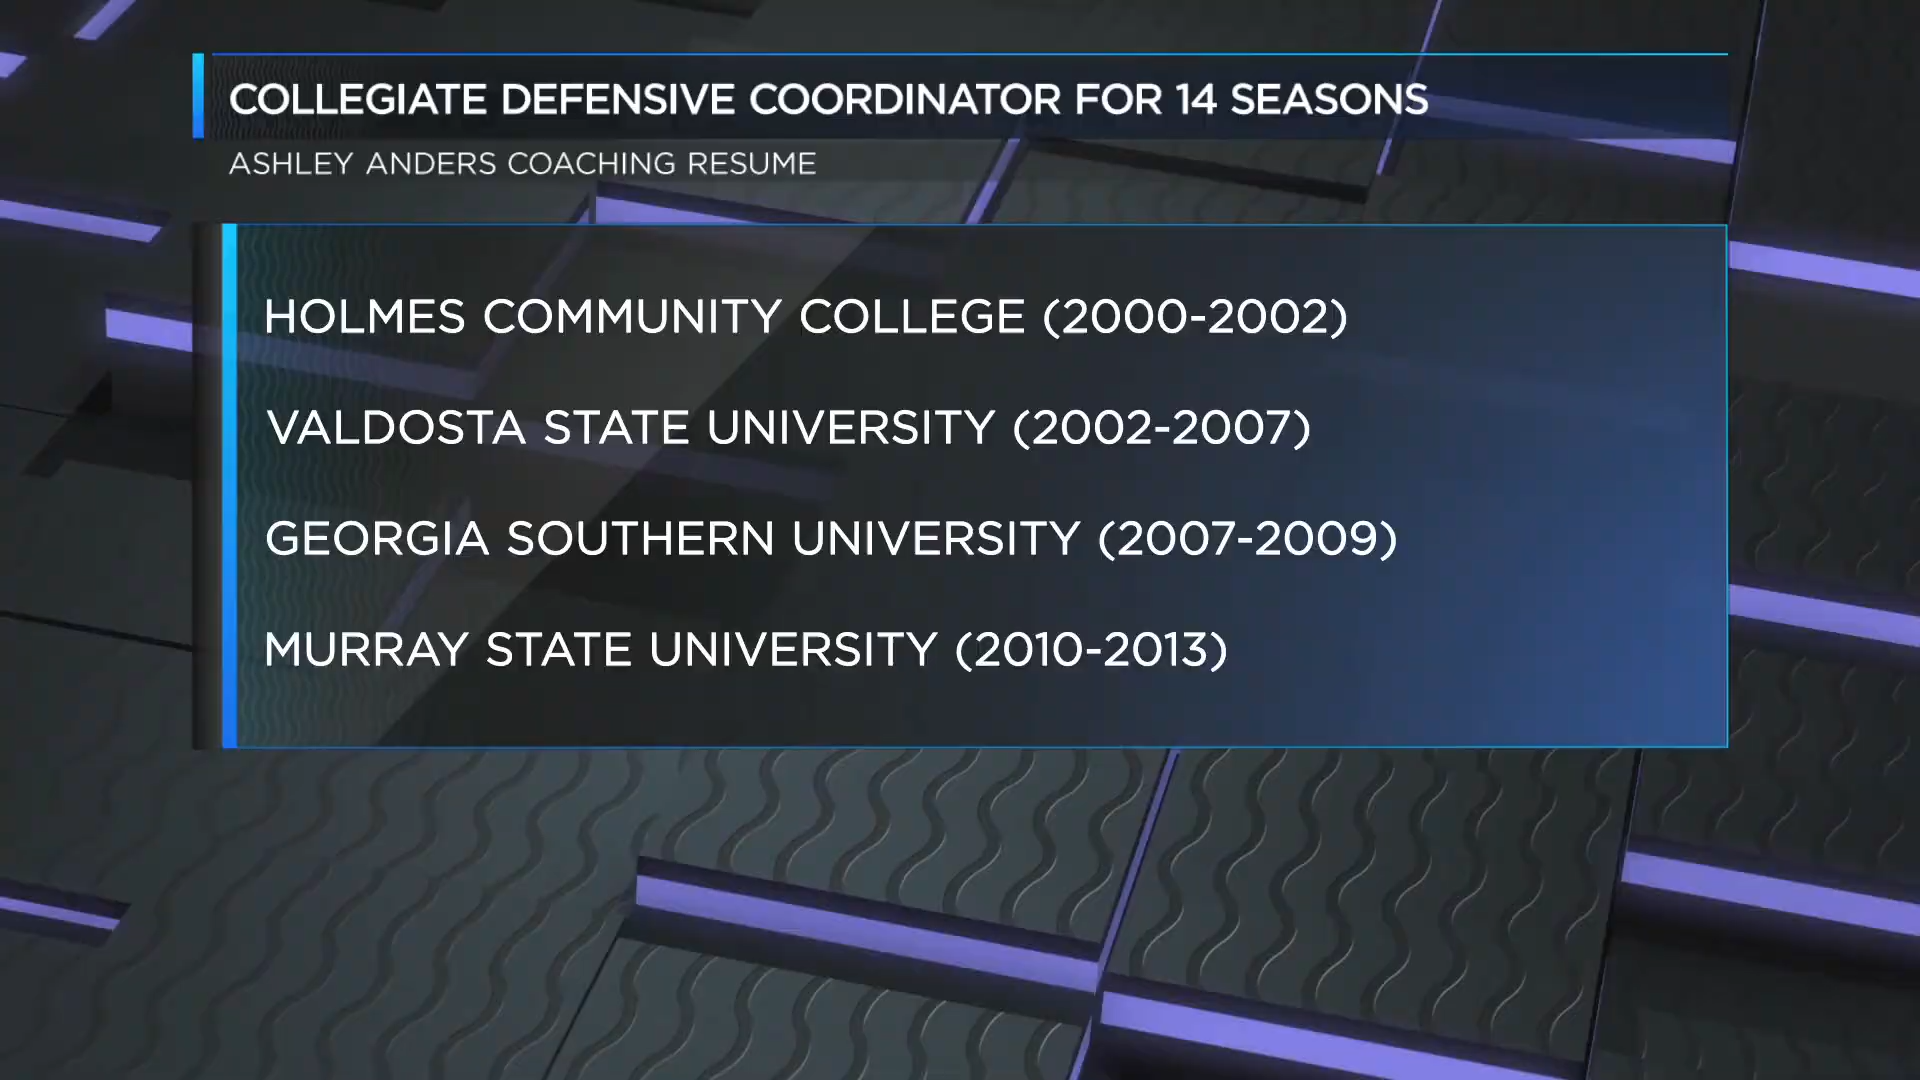 COLLEGIATE DEFENSIVE COORDINATOR FOR 14 SEASONS
ASHLEY ANDERS COACHING RESUME
HOLMES COMMUNITY COLLEGE (2000-2002)
VALDOSTA STATE UNIVERSITY (2002-2007)
GEORGIA SOUTHERN UNIVERSITY (2007-2009)
MURRAY STATE UNIVERSITY (2010-2013)